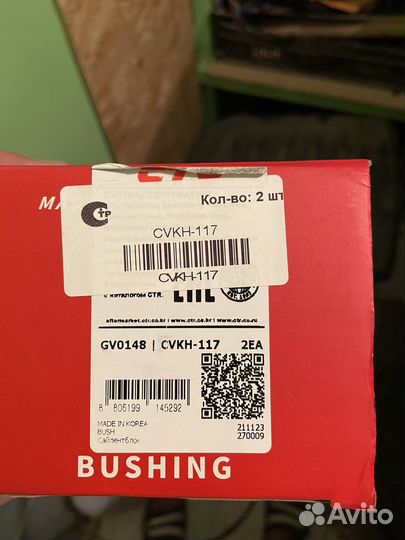 CTR
MA
СТР
Кол-во: 2 шт
CVKH-117
CVKH-117
с каталогом CTR.
EAC
aftermarket.ctr.co.kr | www.ctr.co.kr | www.ctr.co.ru
GV0148 | CVKH-117 2EA
8 806199 145292
MADE IN KOREA
BUSH
Сайлентблок
211123
270009
BUSHING
Avito